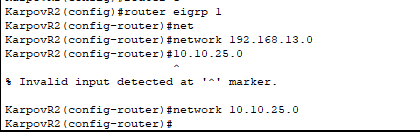 KarpovR2(config)#router eigrp 1
KarpovR2(config-router)#net
KarpovR2(config-router)#network 192.168.13.0
KarpovR2(config-router)#10.10.25.0
^
% Invalid input detected at '^' marker.
KarpovR2(config-router)#network 10.10.25.0
KarpovR2(config-router)#